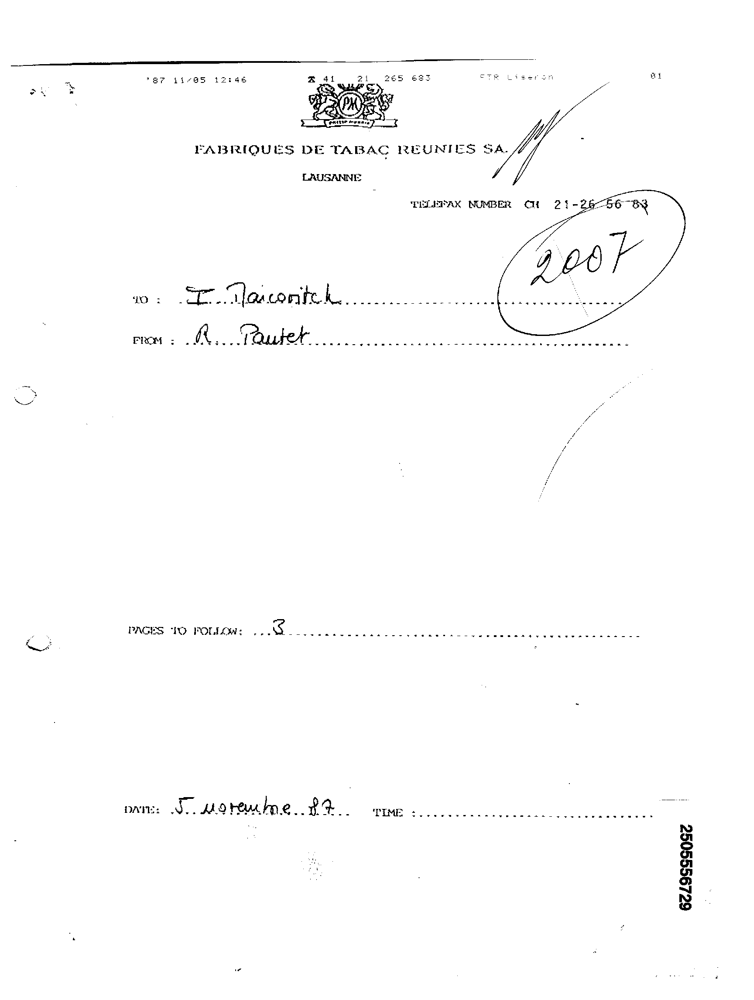 '87 11/05 12:46 ☎ 41 21 265 683 FTR Liseron 01
PM
PHILIP MORRIS
FABRIQUES DE TABAC REUNIES SA.
LAUSANNE
TELEFAX NUMBER CH 21-26 56 83
2007
TO : I. Maicovitch
FROM : R. Pautet
PAGES TO FOLLOW: ...3
DATE: 5 novembre 87 TIME :
2505556729